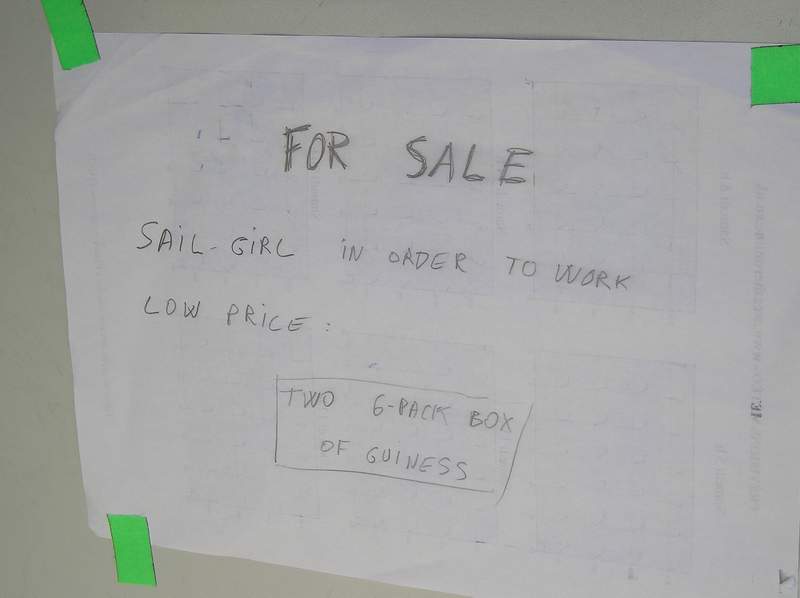 FOR SALE
SAIL-GIRL IN ORDER TO WORK
LOW PRICE :
TWO 6-PACK BOX
OF GUINESS